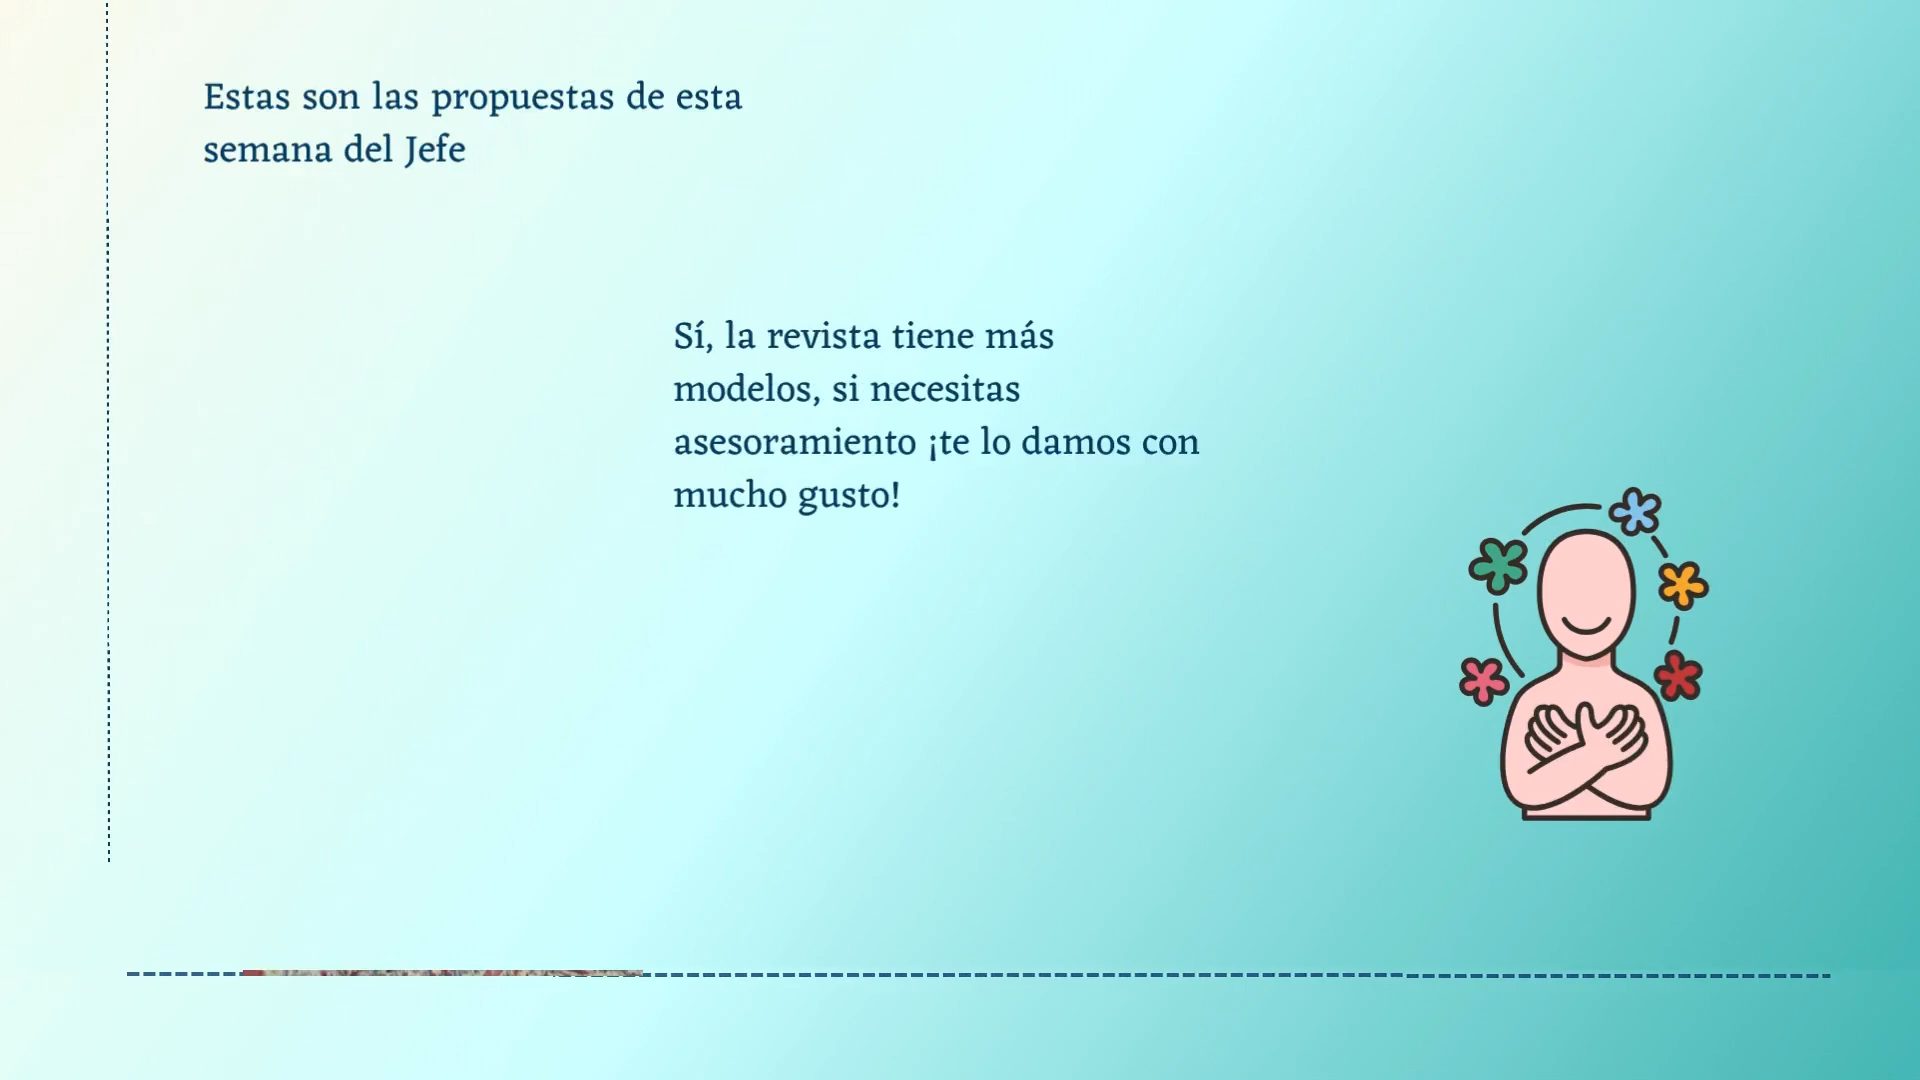 Estas son las propuestas de esta
semana del Jefe
Sí, la revista tiene más
modelos, si necesitas
asesoramiento ¡te lo damos con
mucho gusto!